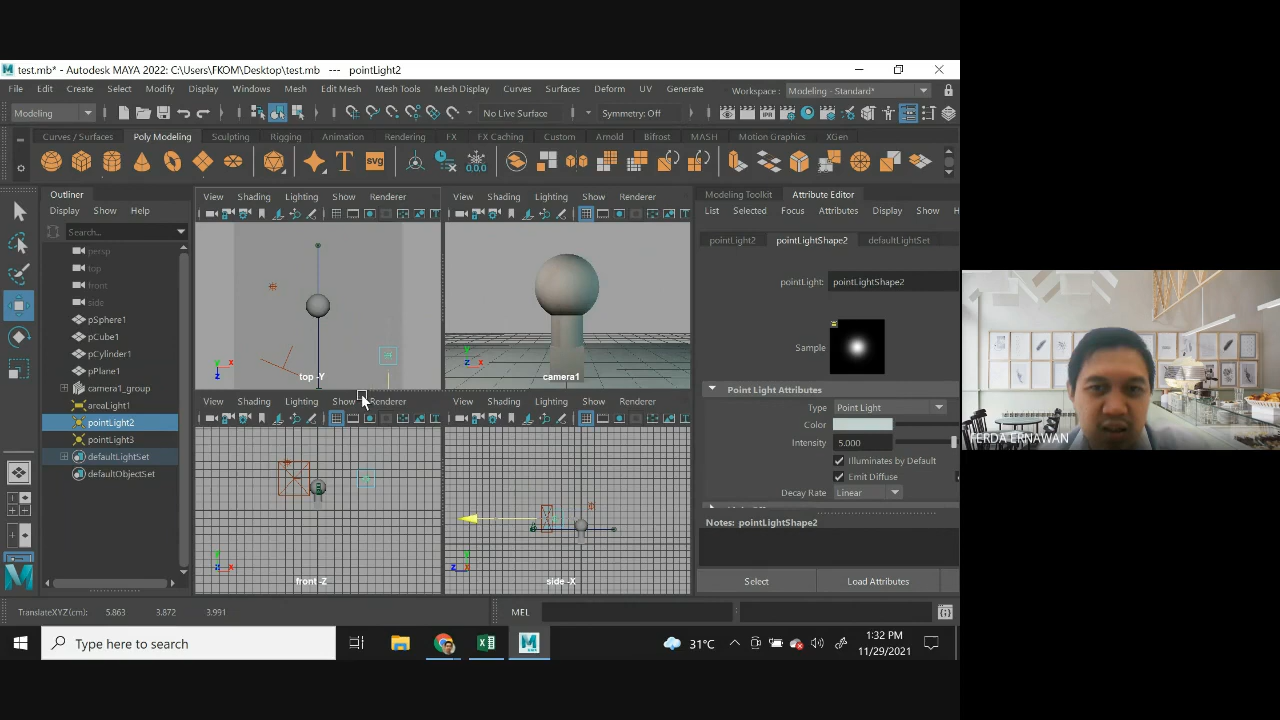 test.mb* - Autodesk MAYA 2022: C:\Users\FKOM\Desktop\test.mb --- pointLight2
File Edit Create Select Modify Display Windows Mesh Edit Mesh Mesh Tools Mesh Display Curves Surfaces Deform UV Generate Workspace : Modeling - Standard*
Modeling No Live Surface Symmetry: Off
Curves / Surfaces Poly Modeling Sculpting Rigging Animation Rendering FX FX Caching Custom Arnold Bifrost MASH Motion Graphics XGen
T SVG 0,0,0
Outliner
Display Show Help
Search...
persp
top
front
side
pSphere1
pCube1
pCylinder1
pPlane1
camera1_group
areaLight1
pointLight2
pointLight3
defaultLightSet
defaultObjectSet
View Shading Lighting Show Renderer
top -Y
View Shading Lighting Show Renderer
camera1
View Shading Lighting Show Renderer
front -Z
View Shading Lighting Show Renderer
side -X
Modeling Toolkit Attribute Editor
List Selected Focus Attributes Display Show H
pointLight2 pointLightShape2 defaultLightSet
pointLight: pointLightShape2
Sample
Point Light Attributes
Type Point Light
Color
Intensity 5.000
Illuminates by Default
Emit Diffuse
Decay Rate Linear
Notes: pointLightShape2
Select Load Attributes
TranslateXYZ(cm): 5.863 3.872 3.991 MEL
Type here to search 31°C 1:32 PM
11/29/2021
FERDA ERNAWAN